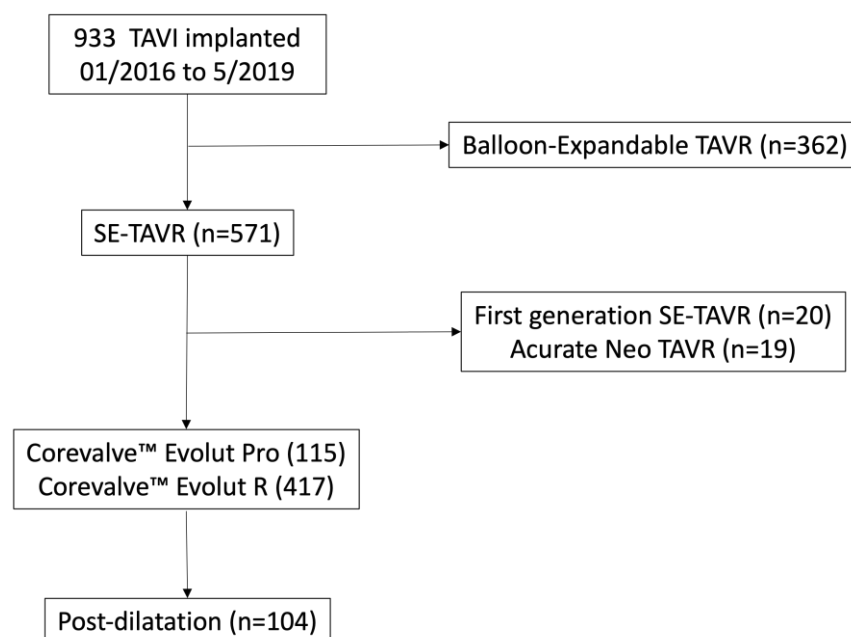 933  TAVI implanted
01/2016 to 5/2019
Balloon-Expandable TAVR (n=362)
SE-TAVR (n=571)
First generation SE-TAVR (n=20)
Acurate Neo TAVR (n=19)
Corevalve™ Evolut Pro (115)
Corevalve™ Evolut R (417)
Post-dilatation (n=104)